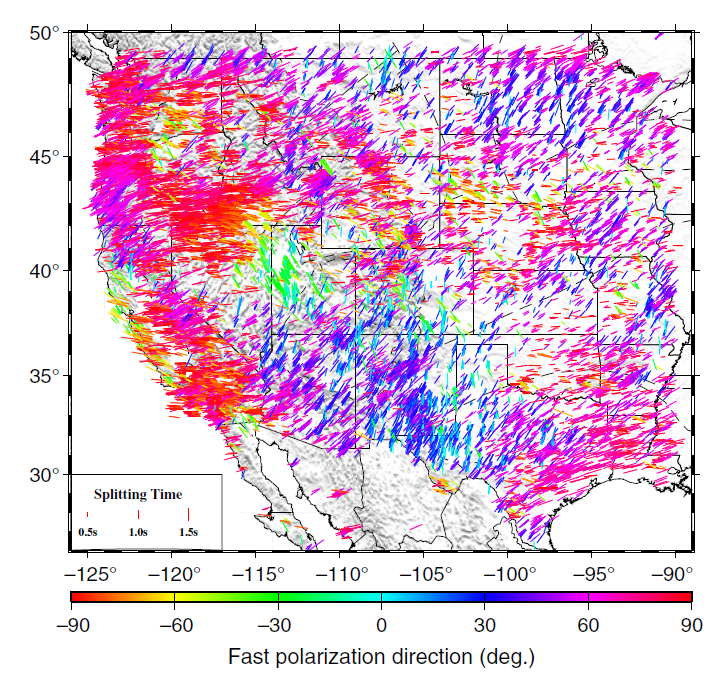 50°
45°
40°
35°
30°
Splitting Time
0.5s 1.0s 1.5s
−125° −120° −115° −110° −105° −100° −95° −90°
−90 −60 −30 0 30 60 90
Fast polarization direction (deg.)